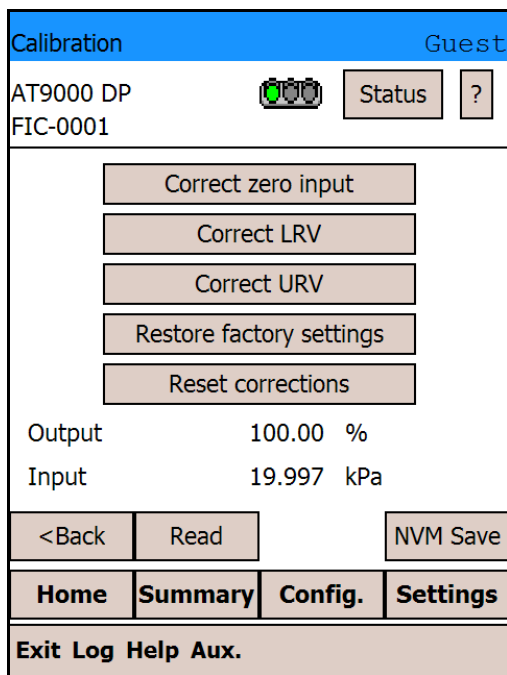 Calibration Guest
AT9000 DP Status ?
FIC-0001
Correct zero input
Correct LRV
Correct URV
Restore factory settings
Reset corrections
Output 100.00 %
Input 19.997 kPa
<Back Read NVM Save
Home Summary Config. Settings
Exit Log Help Aux.